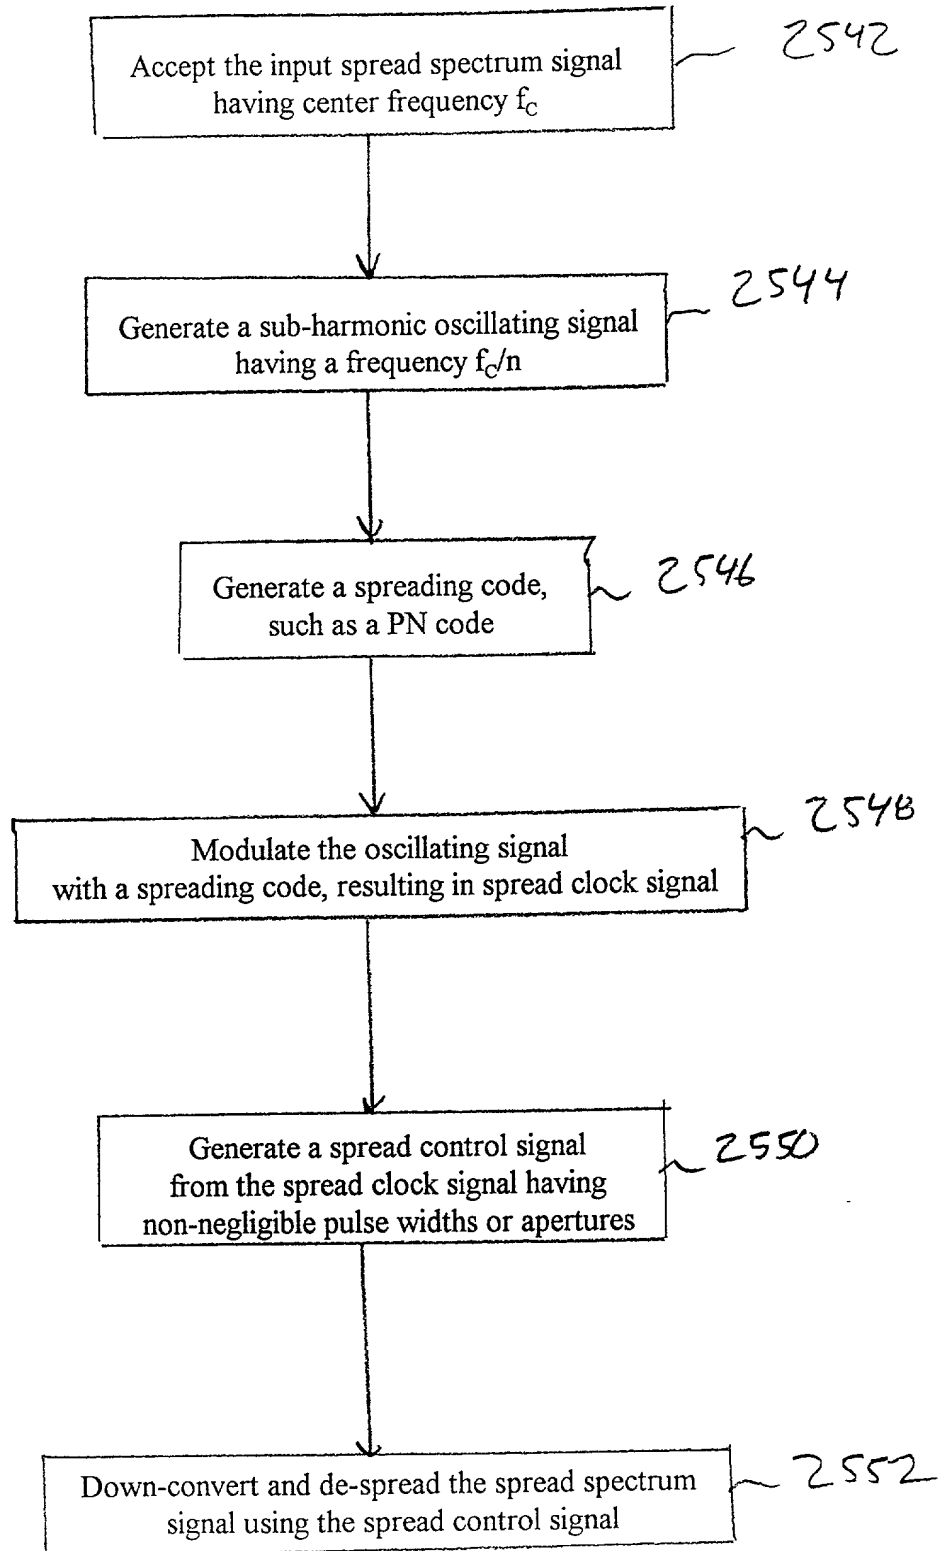 Accept the input spread spectrum signal
having center frequency fC
2542
Generate a sub-harmonic oscillating signal
having a frequency fC/n
2544
Generate a spreading code,
such as a PN code
2546
Modulate the oscillating signal
with a spreading code, resulting in spread clock signal
2548
Generate a spread control signal
from the spread clock signal having
non-negligible pulse widths or apertures
2550
Down-convert and de-spread the spread spectrum
signal using the spread control signal
2552